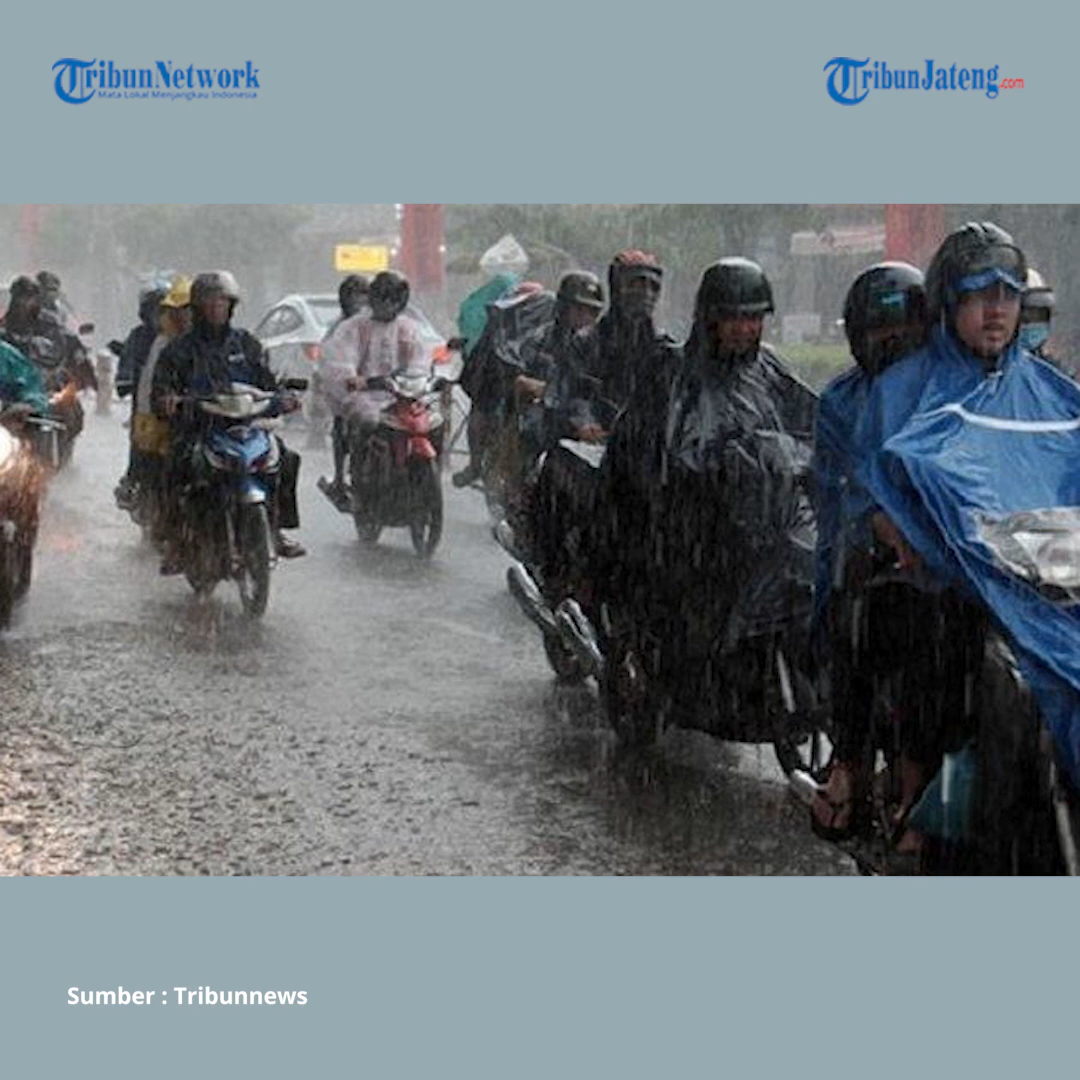 TribunNetwork
Mata Lokal Menjangkau Indonesia
TribunJateng.com
Sumber : Tribunnews